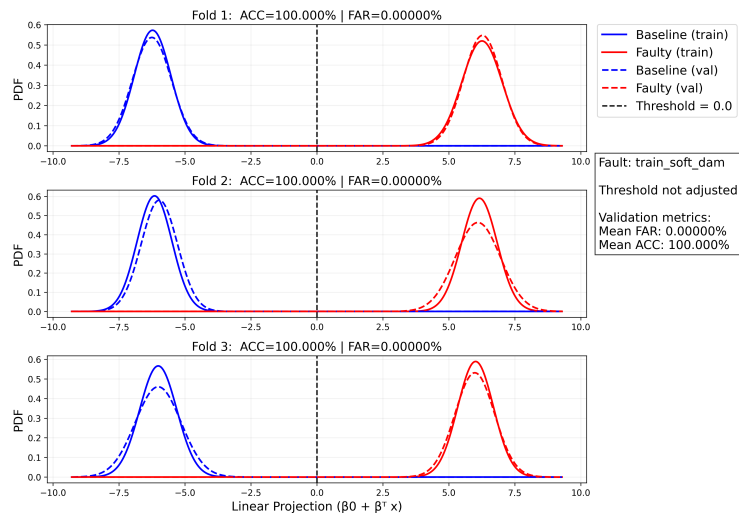 Fold 1:  ACC=100.000% | FAR=0.00000%
PDF
0.6
0.5
0.4
0.3
0.2
0.1
0.0
−10.0 −7.5 −5.0 −2.5 0.0 2.5 5.0 7.5 10.0
Baseline (train)
Faulty (train)
Baseline (val)
Faulty (val)
Threshold = 0.0
Fault: train_soft_dam
Threshold not adjusted
Validation metrics:
Mean FAR: 0.00000%
Mean ACC: 100.000%
Fold 2:  ACC=100.000% | FAR=0.00000%
PDF
0.6
0.5
0.4
0.3
0.2
0.1
0.0
−10.0 −7.5 −5.0 −2.5 0.0 2.5 5.0 7.5 10.0
Fold 3:  ACC=100.000% | FAR=0.00000%
PDF
0.6
0.5
0.4
0.3
0.2
0.1
0.0
−10.0 −7.5 −5.0 −2.5 0.0 2.5 5.0 7.5 10.0
Linear Projection (β0 + βᵀ x)